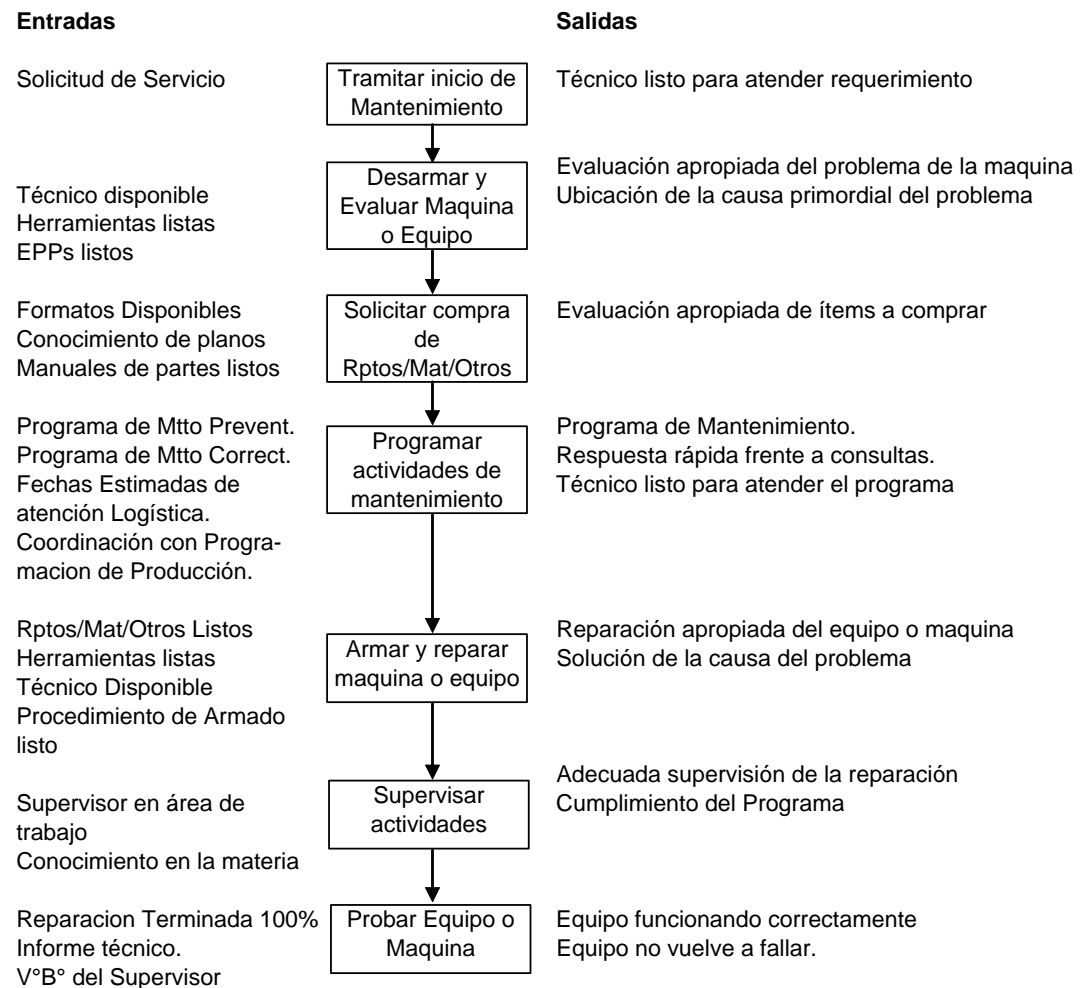 Entradas
Salidas
Solicitud de Servicio
Tramitar inicio de
Mantenimiento
Técnico listo para atender requerimiento
Técnico disponible
Herramientas listas
EPPs listos
Desarmar y
Evaluar Maquina
o Equipo
Evaluación apropiada del problema de la maquina
Ubicación de la causa primordial del problema
Formatos Disponibles
Conocimiento de planos
Manuales de partes listos
Solicitar compra
de
Rptos/Mat/Otros
Evaluación apropiada de ítems a comprar
Programa de Mtto Prevent.
Programa de Mtto Correct.
Fechas Estimadas de
atención Logística.
Coordinación con Progra-
macion de Producción.
Programar
actividades de
mantenimiento
Programa de Mantenimiento.
Respuesta rápida frente a consultas.
Técnico listo para atender el programa
Rptos/Mat/Otros Listos
Herramientas listas
Técnico Disponible
Procedimiento de Armado
listo
Armar y reparar
maquina o equipo
Reparación apropiada del equipo o maquina
Solución de la causa del problema
Supervisor en área de
trabajo
Conocimiento en la materia
Supervisar
actividades
Adecuada supervisión de la reparación
Cumplimiento del Programa
Reparacion Terminada 100%
Informe técnico.
V°B° del Supervisor
Probar Equipo o
Maquina
Equipo funcionando correctamente
Equipo no vuelve a fallar.